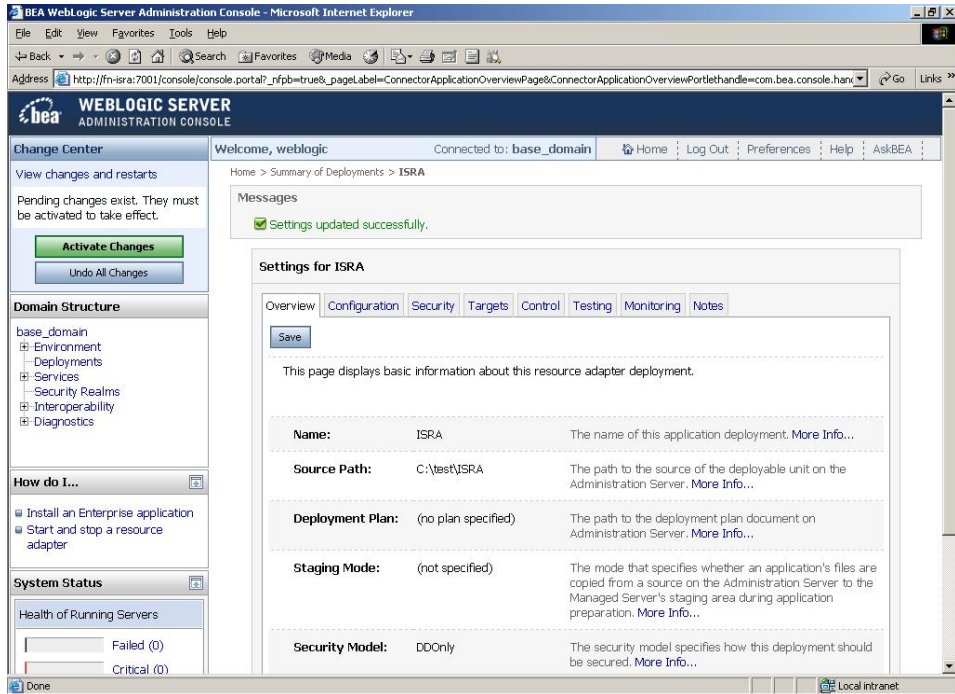 BEA WebLogic Server Administration Console - Microsoft Internet Explorer
File Edit View Favorites Tools Help
Back Search Favorites Media
Address http://fn-isra:7001/console/console.portal?_nfpb=true&_pageLabel=ConnectorApplicationOverviewPage&ConnectorApplicationOverviewPortlethandle=com.bea.console.hand Go Links »
bea WEBLOGIC SERVER
ADMINISTRATION CONSOLE
Change Center
View changes and restarts
Pending changes exist. They must
be activated to take effect.
Activate Changes
Undo All Changes
Domain Structure
base_domain
Environment
Deployments
Services
Security Realms
Interoperability
Diagnostics
How do I...
Install an Enterprise application
Start and stop a resource
adapter
System Status
Health of Running Servers
Failed (0)
Critical (0)
Welcome, weblogic Connected to: base_domain Home Log Out Preferences Help AskBEA
Home > Summary of Deployments > ISRA
Messages
Settings updated successfully.
Settings for ISRA
Overview Configuration Security Targets Control Testing Monitoring Notes
Save
This page displays basic information about this resource adapter deployment.
Name: ISRA The name of this application deployment. More Info...
Source Path: C:\test\ISRA The path to the source of the deployable unit on the
Administration Server. More Info...
Deployment Plan: (no plan specified) The path to the deployment plan document on
Administration Server. More Info...
Staging Mode: (not specified) The mode that specifies whether an application's files are
copied from a source on the Administration Server to the
Managed Server's staging area during application
preparation. More Info...
Security Model: DDOnly The security model specifies how this deployment should
be secured. More Info...
Done Local intranet